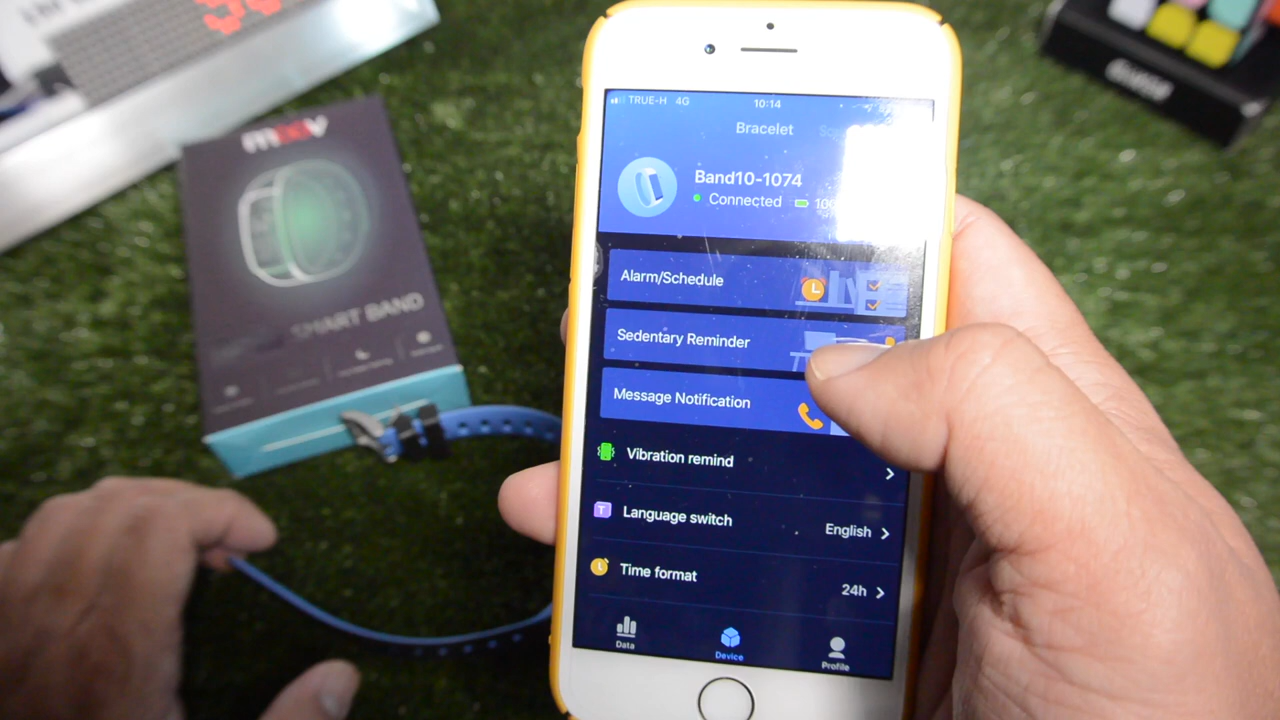 TRUE-H 4G
10:14
Bracelet
Band10-1074
Connected
Alarm/Schedule
Sedentary Reminder
Message Notification
Vibration remind
Language switch
English
Time format
24h
Data
Device
Profile
SMART BAND